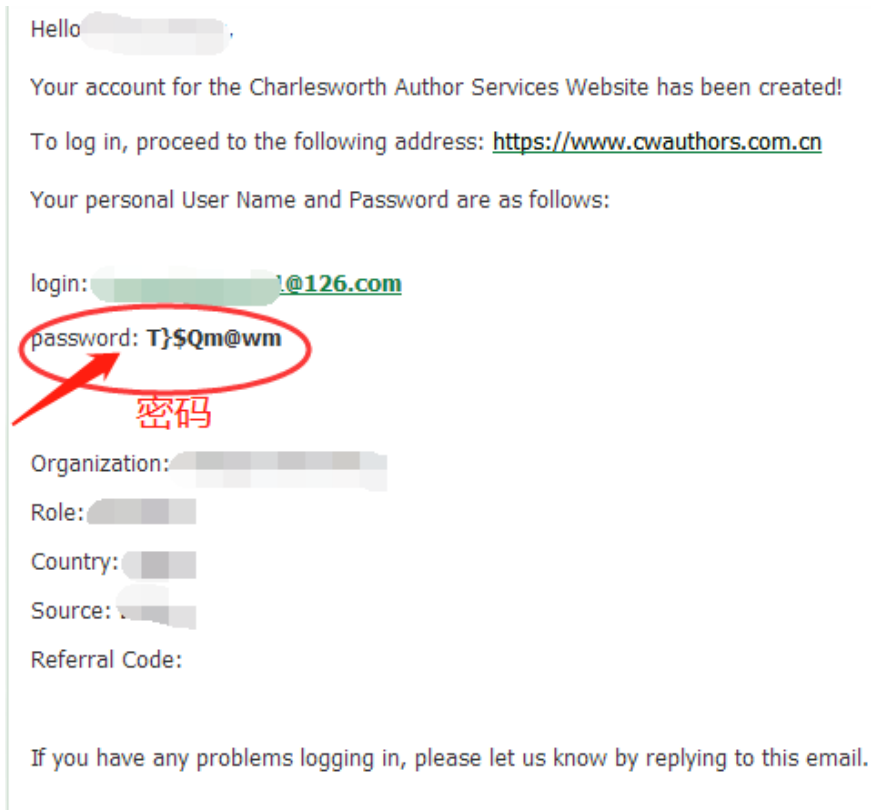 Hello ,
Your account for the Charlesworth Author Services Website has been created!
To log in, proceed to the following address: https://www.cwauthors.com.cn
Your personal User Name and Password are as follows:
login: @126.com
password: T}$Qm@wm
密码
Organization:
Role:
Country:
Source:
Referral Code:
If you have any problems logging in, please let us know by replying to this email.